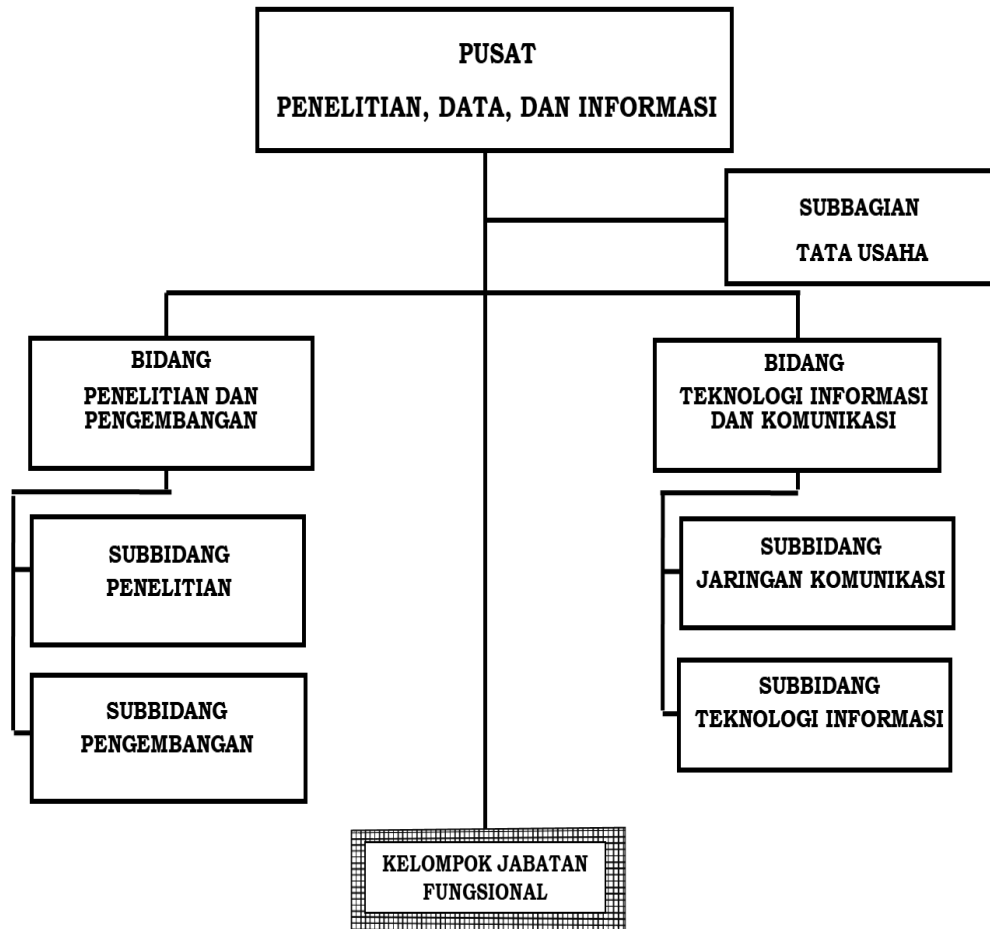 PUSAT
PENELITIAN, DATA, DAN INFORMASI
SUBBAGIAN
TATA USAHA
BIDANG
PENELITIAN DAN
PENGEMBANGAN
SUBBIDANG
PENELITIAN
SUBBIDANG
PENGEMBANGAN
BIDANG
TEKNOLOGI INFORMASI
DAN KOMUNIKASI
SUBBIDANG
JARINGAN KOMUNIKASI
SUBBIDANG
TEKNOLOGI INFORMASI
KELOMPOK JABATAN
FUNGSIONAL